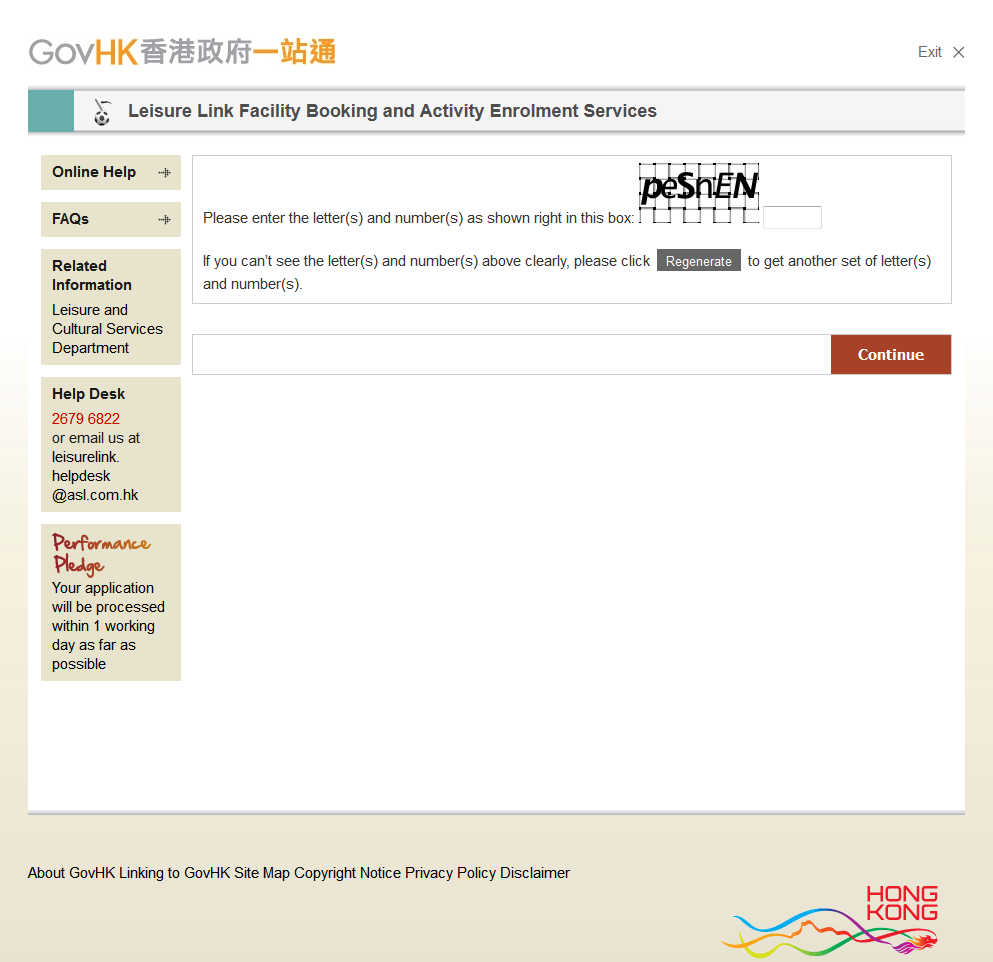 GovHK香港政府一站通
Exit
Leisure Link Facility Booking and Activity Enrolment Services
Online Help
FAQs
Related
Information
Leisure and
Cultural Services
Department
Help Desk
2679 6822
or email us at
leisurelink.
helpdesk
@asl.com.hk
Performance
Pledge
Your application
will be processed
within 1 working
day as far as
possible
peSnEN
Please enter the letter(s) and number(s) as shown right in this box:
If you can't see the letter(s) and number(s) above clearly, please click Regenerate to get another set of letter(s)
and number(s).
Continue
About GovHK Linking to GovHK Site Map Copyright Notice Privacy Policy Disclaimer
HONG
KONG